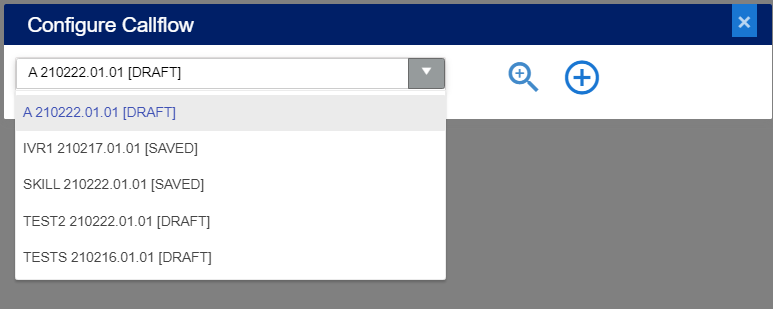 Configure Callflow
A 210222.01.01 [DRAFT]
A 210222.01.01 [DRAFT]
IVR1 210217.01.01 [SAVED]
SKILL 210222.01.01 [SAVED]
TEST2 210222.01.01 [DRAFT]
TESTS 210216.01.01 [DRAFT]